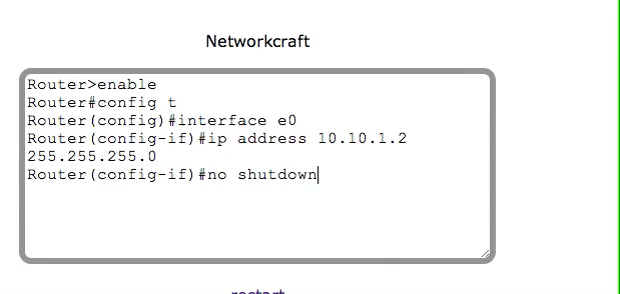 Networkcraft
Router>enable
Router#config t
Router(config)#interface e0
Router(config-if)#ip address 10.10.1.2
255.255.255.0
Router(config-if)#no shutdown
restart